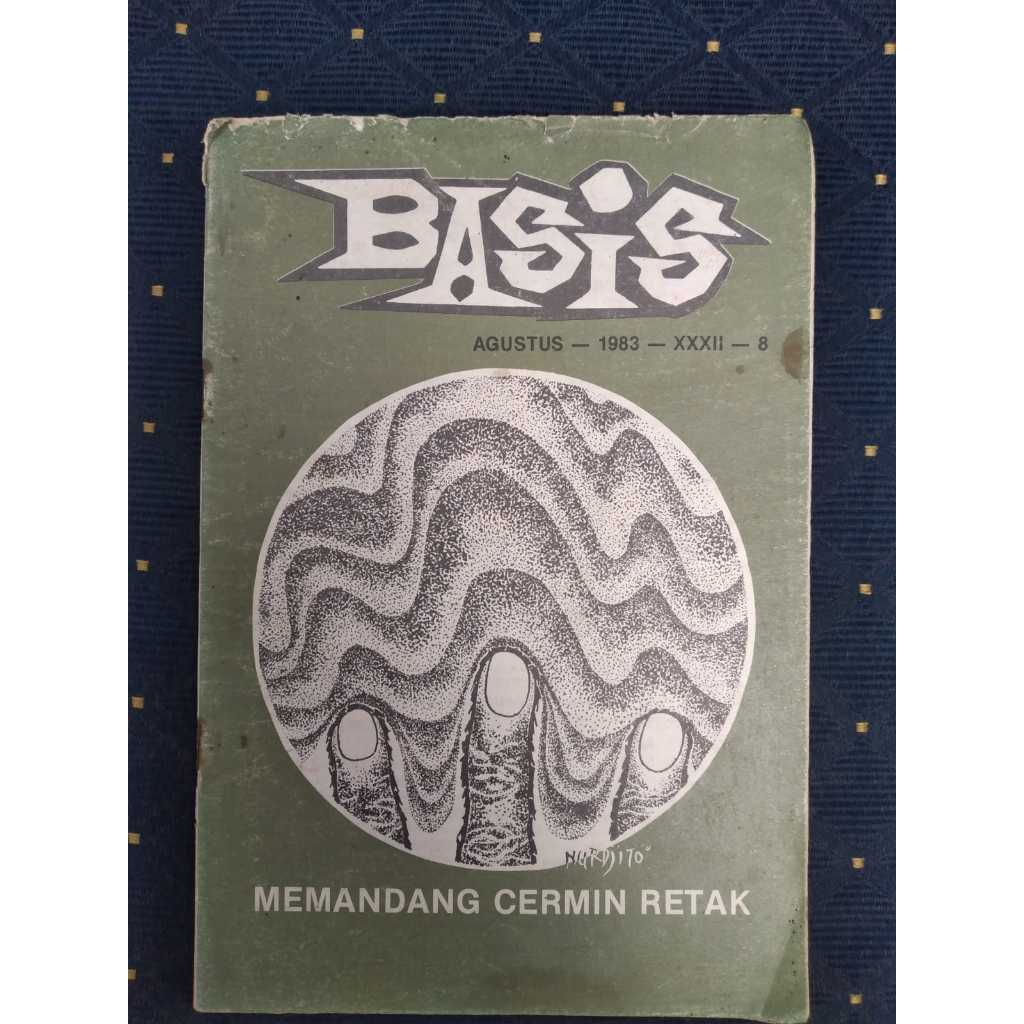 BASiS
AGUSTUS — 1983 — XXXII — 8
NURDJITO
MEMANDANG CERMIN RETAK